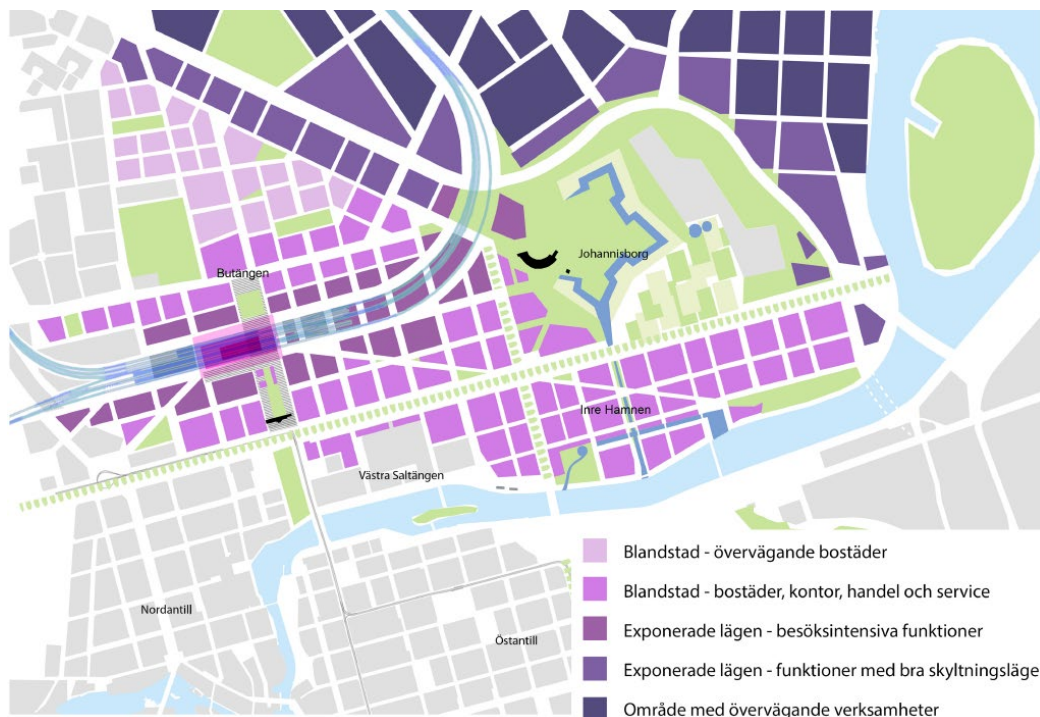 Johannisborg
Butängen
Inre Hamnen
Västra Saltängen
Nordantill
Östantill
Blandstad - övervägande bostäder
Blandstad - bostäder, kontor, handel och service
Exponerade lägen - besöksintensiva funktioner
Exponerade lägen - funktioner med bra skyltningsläge
Område med övervägande verksamheter